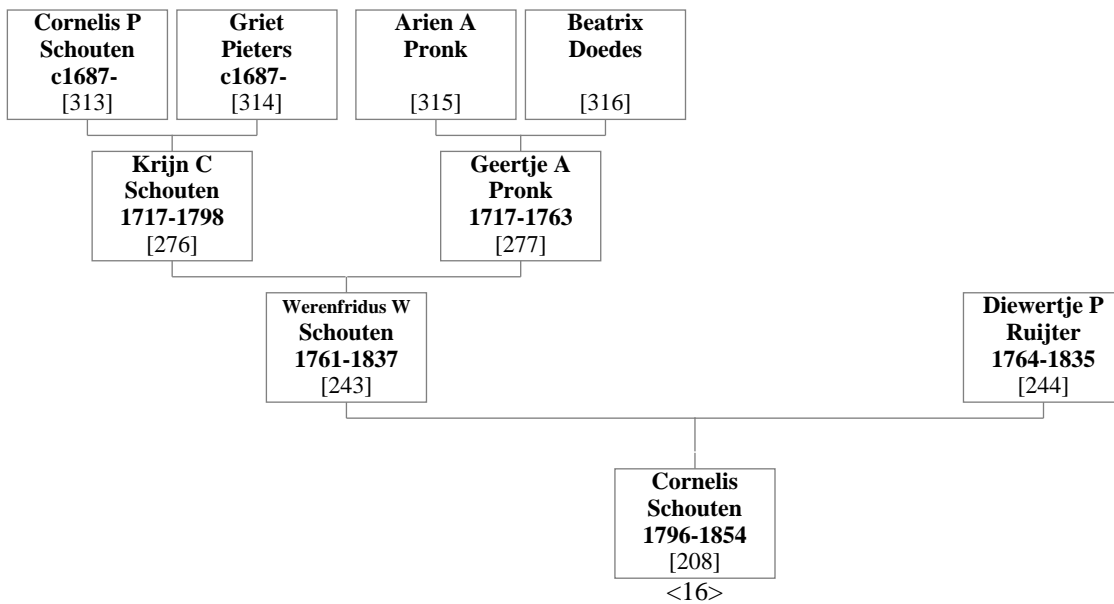 Cornelis P
Schouten
c1687-
[313]
Griet
Pieters
c1687-
[314]
Arien A
Pronk
[315]
Beatrix
Doedes
[316]
Krijn C
Schouten
1717-1798
[276]
Geertje A
Pronk
1717-1763
[277]
Werenfridus W
Schouten
1761-1837
[243]
Diewertje P
Ruijter
1764-1835
[244]
Cornelis
Schouten
1796-1854
[208]
<16>